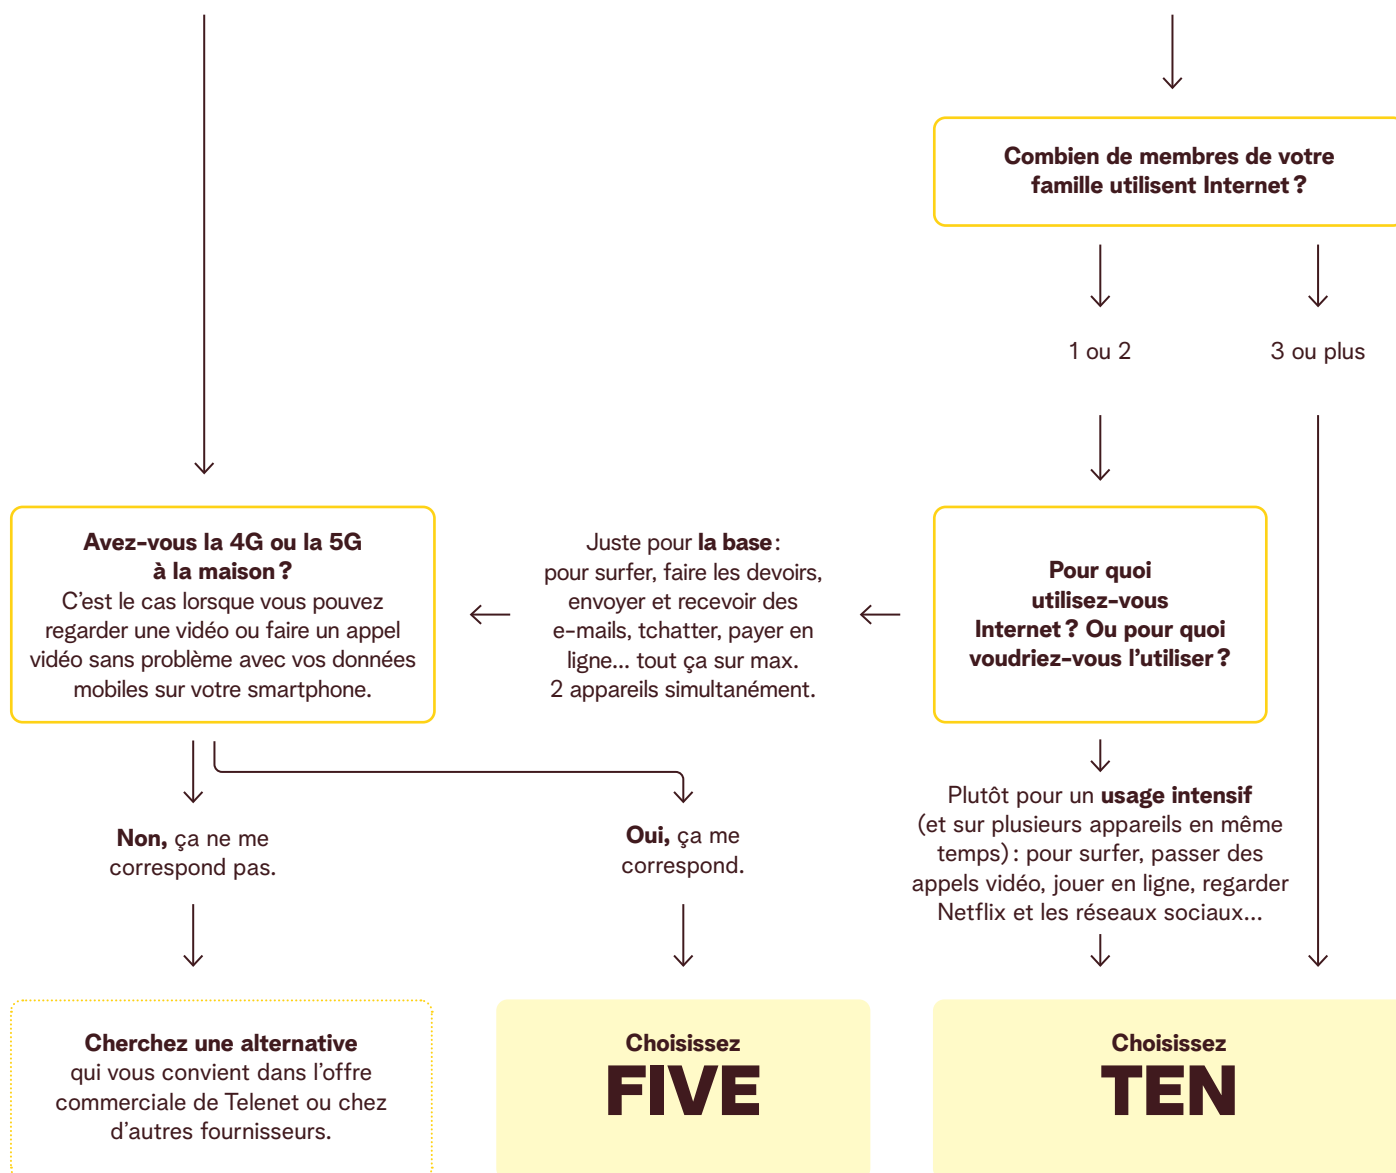 Combien de membres de votre
famille utilisent Internet ?
1 ou 2
3 ou plus
Avez-vous la 4G ou la 5G
à la maison ?
C’est le cas lorsque vous pouvez
regarder une vidéo ou faire un appel
vidéo sans problème avec vos données
mobiles sur votre smartphone.
Juste pour la base :
pour surfer, faire les devoirs,
envoyer et recevoir des
e-mails, tchatter, payer en
ligne... tout ça sur max.
2 appareils simultanément.
Pour quoi
utilisez-vous
Internet ? Ou pour quoi
voudriez-vous l’utiliser ?
Non, ça ne me
correspond pas.
Oui, ça me
correspond.
Plutôt pour un usage intensif
(et sur plusieurs appareils en même
temps) : pour surfer, passer des
appels vidéo, jouer en ligne, regarder
Netflix et les réseaux sociaux...
Cherchez une alternative
qui vous convient dans l’offre
commerciale de Telenet ou chez
d’autres fournisseurs.
Choisissez
FIVE
Choisissez
TEN